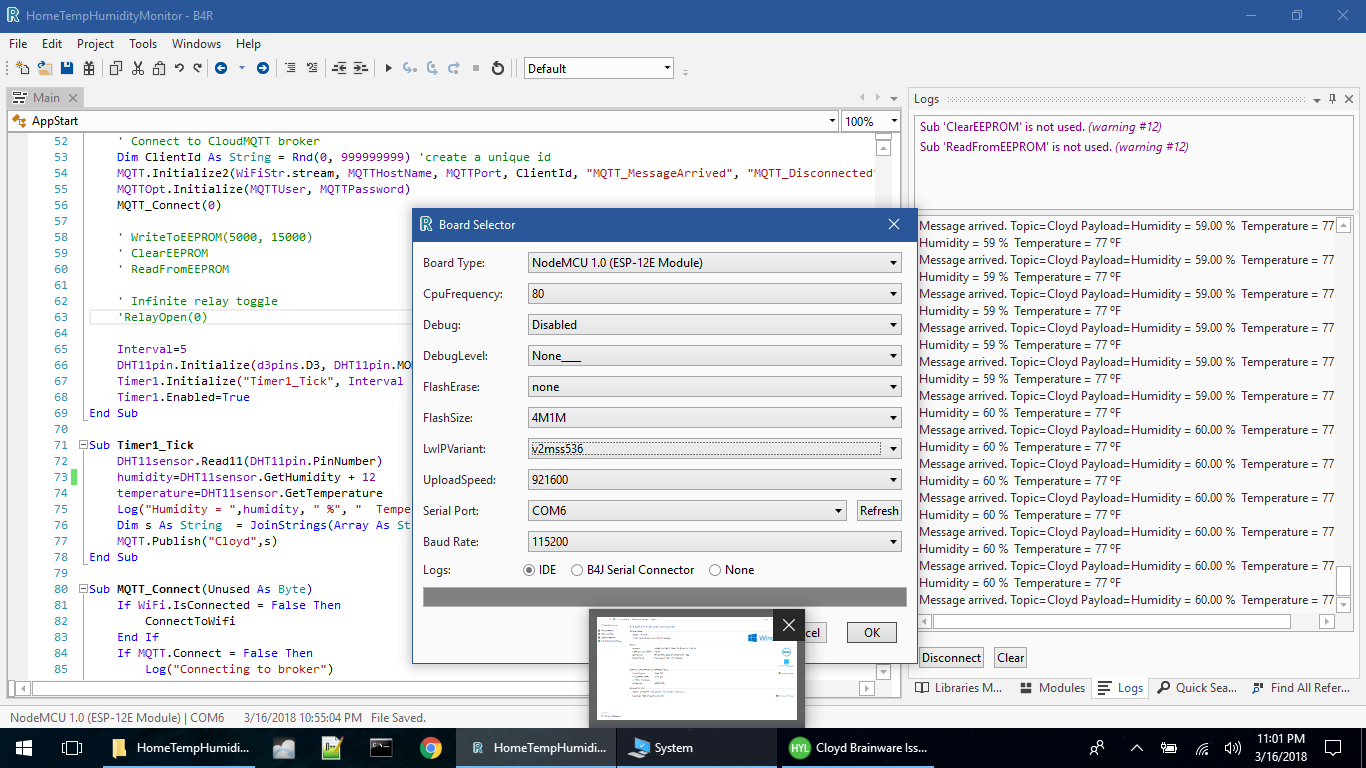 HomeTempHumidityMonitor - B4R
File Edit Project Tools Windows Help
Default
Main
AppStart
100%
52 ' Connect to CloudMQTT broker
53 Dim ClientId As String = Rnd(0, 999999999) 'create a unique id
54 MQTT.Initialize2(WiFiStr.stream, MQTTHostName, MQTTPort, ClientId, "MQTT_MessageArrived", "MQTT_Disconnected"
55 MQTTOpt.Initialize(MQTTUser, MQTTPassword)
56 MQTT_Connect(0)
57
58 ' WriteToEEPROM(5000, 15000)
59 ' ClearEEPROM
60 ' ReadFromEEPROM
61
62 ' Infinite relay toggle
63 'RelayOpen(0)
64
65 Interval=5
66 DHT11pin.Initialize(d3pins.D3, DHT11pin.MO
67 Timer1.Initialize("Timer1_Tick", Interval
68 Timer1.Enabled=True
69 End Sub
70
71 Sub Timer1_Tick
72 DHT11sensor.Read11(DHT11pin.PinNumber)
73 humidity=DHT11sensor.GetHumidity + 12
74 temperature=DHT11sensor.GetTemperature
75 Log("Humidity = ",humidity, " %", "  Tempe
76 Dim s As String  = JoinStrings(Array As St
77 MQTT.Publish("Cloyd",s)
78 End Sub
79
80 Sub MQTT_Connect(Unused As Byte)
81 If WiFi.IsConnected = False Then
82 ConnectToWifi
83 End If
84 If MQTT.Connect = False Then
85 Log("Connecting to broker")
Board Selector
Board Type: NodeMCU 1.0 (ESP-12E Module)
CpuFrequency: 80
Debug: Disabled
DebugLevel: None____
FlashErase: none
FlashSize: 4M1M
LwIPVariant: v2mss536
UploadSpeed: 921600
Serial Port: COM6 Refresh
Baud Rate: 115200
Logs: IDE B4J Serial Connector None
cel OK
Logs
Sub 'ClearEEPROM' is not used. (warning #12)
Sub 'ReadFromEEPROM' is not used. (warning #12)
Message arrived. Topic=Cloyd Payload=Humidity = 59.00 %  Temperature = 77
Humidity = 59 %  Temperature = 77 ºF
Message arrived. Topic=Cloyd Payload=Humidity = 59.00 %  Temperature = 77
Humidity = 59 %  Temperature = 77 ºF
Message arrived. Topic=Cloyd Payload=Humidity = 59.00 %  Temperature = 77
Humidity = 59 %  Temperature = 77 ºF
Message arrived. Topic=Cloyd Payload=Humidity = 59.00 %  Temperature = 77
Humidity = 59 %  Temperature = 77 ºF
Message arrived. Topic=Cloyd Payload=Humidity = 59.00 %  Temperature = 77
Humidity = 59 %  Temperature = 77 ºF
Message arrived. Topic=Cloyd Payload=Humidity = 59.00 %  Temperature = 77
Humidity = 60 %  Temperature = 77 ºF
Message arrived. Topic=Cloyd Payload=Humidity = 60.00 %  Temperature = 77
Humidity = 60 %  Temperature = 77 ºF
Message arrived. Topic=Cloyd Payload=Humidity = 60.00 %  Temperature = 77
Humidity = 60 %  Temperature = 77 ºF
Message arrived. Topic=Cloyd Payload=Humidity = 60.00 %  Temperature = 77
Humidity = 60 %  Temperature = 77 ºF
Message arrived. Topic=Cloyd Payload=Humidity = 60.00 %  Temperature = 77
Humidity = 60 %  Temperature = 77 ºF
Message arrived. Topic=Cloyd Payload=Humidity = 60.00 %  Temperature = 77
Humidity = 60 %  Temperature = 77 ºF
Message arrived. Topic=Cloyd Payload=Humidity = 60.00 %  Temperature = 77
Disconnect Clear
Libraries M... Modules Logs Quick Sea... Find All Refer...
NodeMCU 1.0 (ESP-12E Module) | COM6 3/16/2018 10:55:04 PM File Saved.
HomeTempHumidi... HomeTempHumidi... System HYL Cloyd Brainware Iss...
11:01 PM
3/16/2018